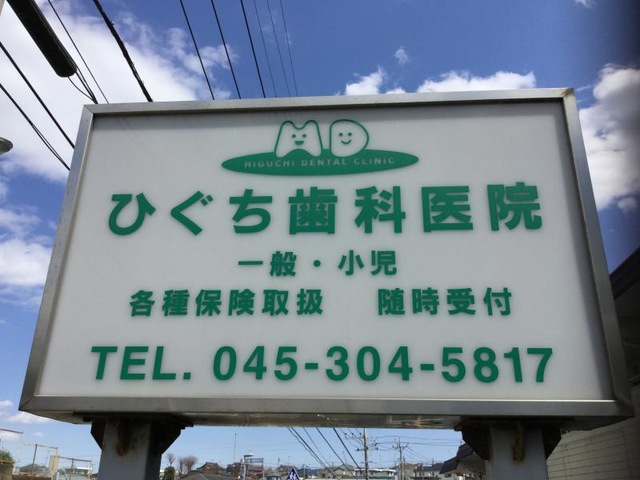 MD
HIGUCHI DENTAL CLINIC
ひぐち歯科医院
一般・小児
各種保険取扱　随時受付
TEL. 045-304-5817